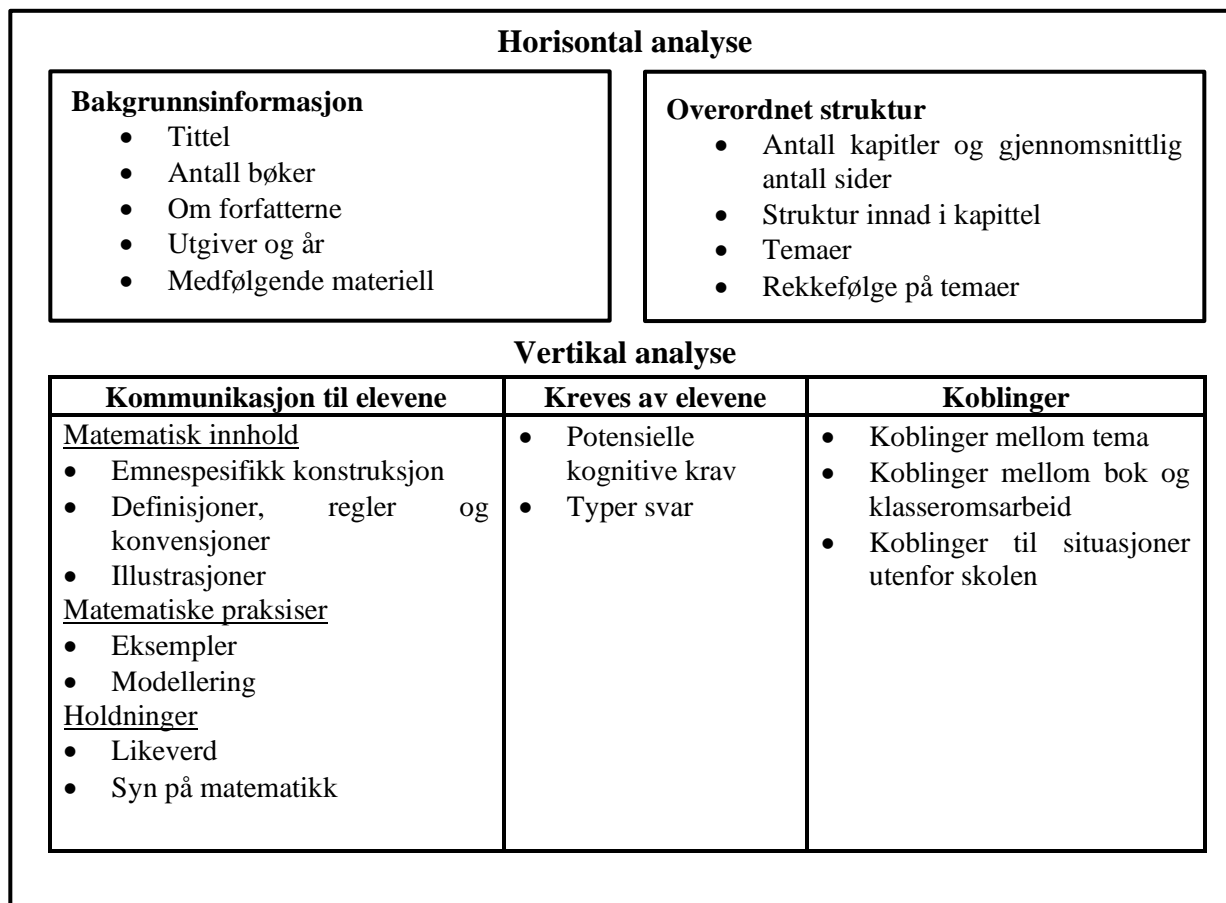 Horisontal analyse
Bakgrunnsinformasjon
• Tittel
• Antall bøker
• Om forfatterne
• Utgiver og år
• Medfølgende materiell
Overordnet struktur
• Antall kapitler og gjennomsnittlig
antall sider
• Struktur innad i kapittel
• Temaer
• Rekkefølge på temaer
Vertikal analyse
Kommunikasjon til elevene
Matematisk innhold
• Emnespesifikk konstruksjon
• Definisjoner, regler og
konvensjoner
• Illustrasjoner
Matematiske praksiser
• Eksempler
• Modellering
Holdninger
• Likeverd
• Syn på matematikk
Kreves av elevene
• Potensielle
kognitive krav
• Typer svar
Koblinger
• Koblinger mellom tema
• Koblinger mellom bok og
klasseromsarbeid
• Koblinger til situasjoner
utenfor skolen